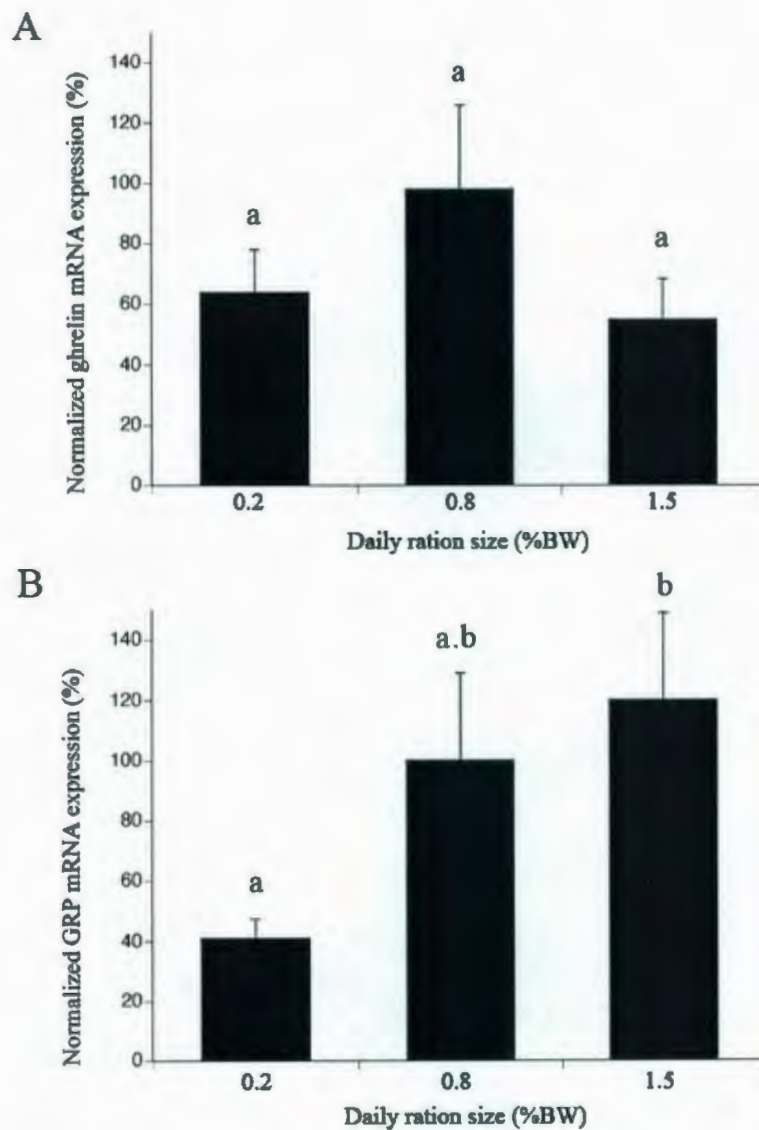 A
Normalized ghrelin mRNA expression (%)
140
120
100
80
60
40
20
0
a
a
a
0.2
0.8
1.5
Daily ration size (%BW)
B
Normalized GRP mRNA expression (%)
140
120
100
80
60
40
20
0
a
a.b
b
0.2
0.8
1.5
Daily ration size (%BW)